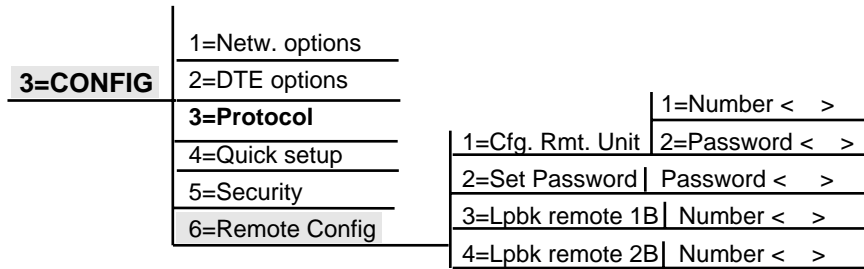 1=Netw. options
3=CONFIG 2=DTE options
3=Protocol 1=Number < >
4=Quick setup 1=Cfg. Rmt. Unit 2=Password < >
5=Security 2=Set Password Password < >
6=Remote Config 3=Lpbk remote 1B Number < >
4=Lpbk remote 2B Number < >